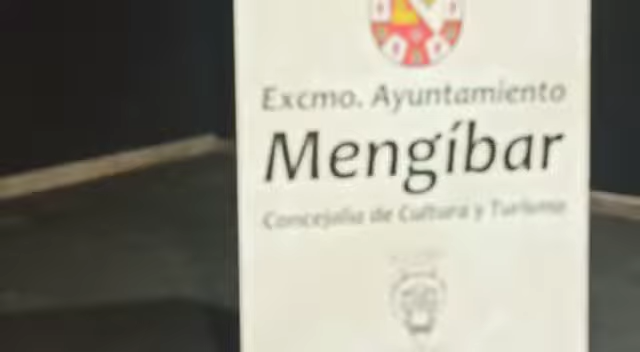 Excmo. Ayuntamiento
Mengíbar
Concejalía de Cultura y Turismo